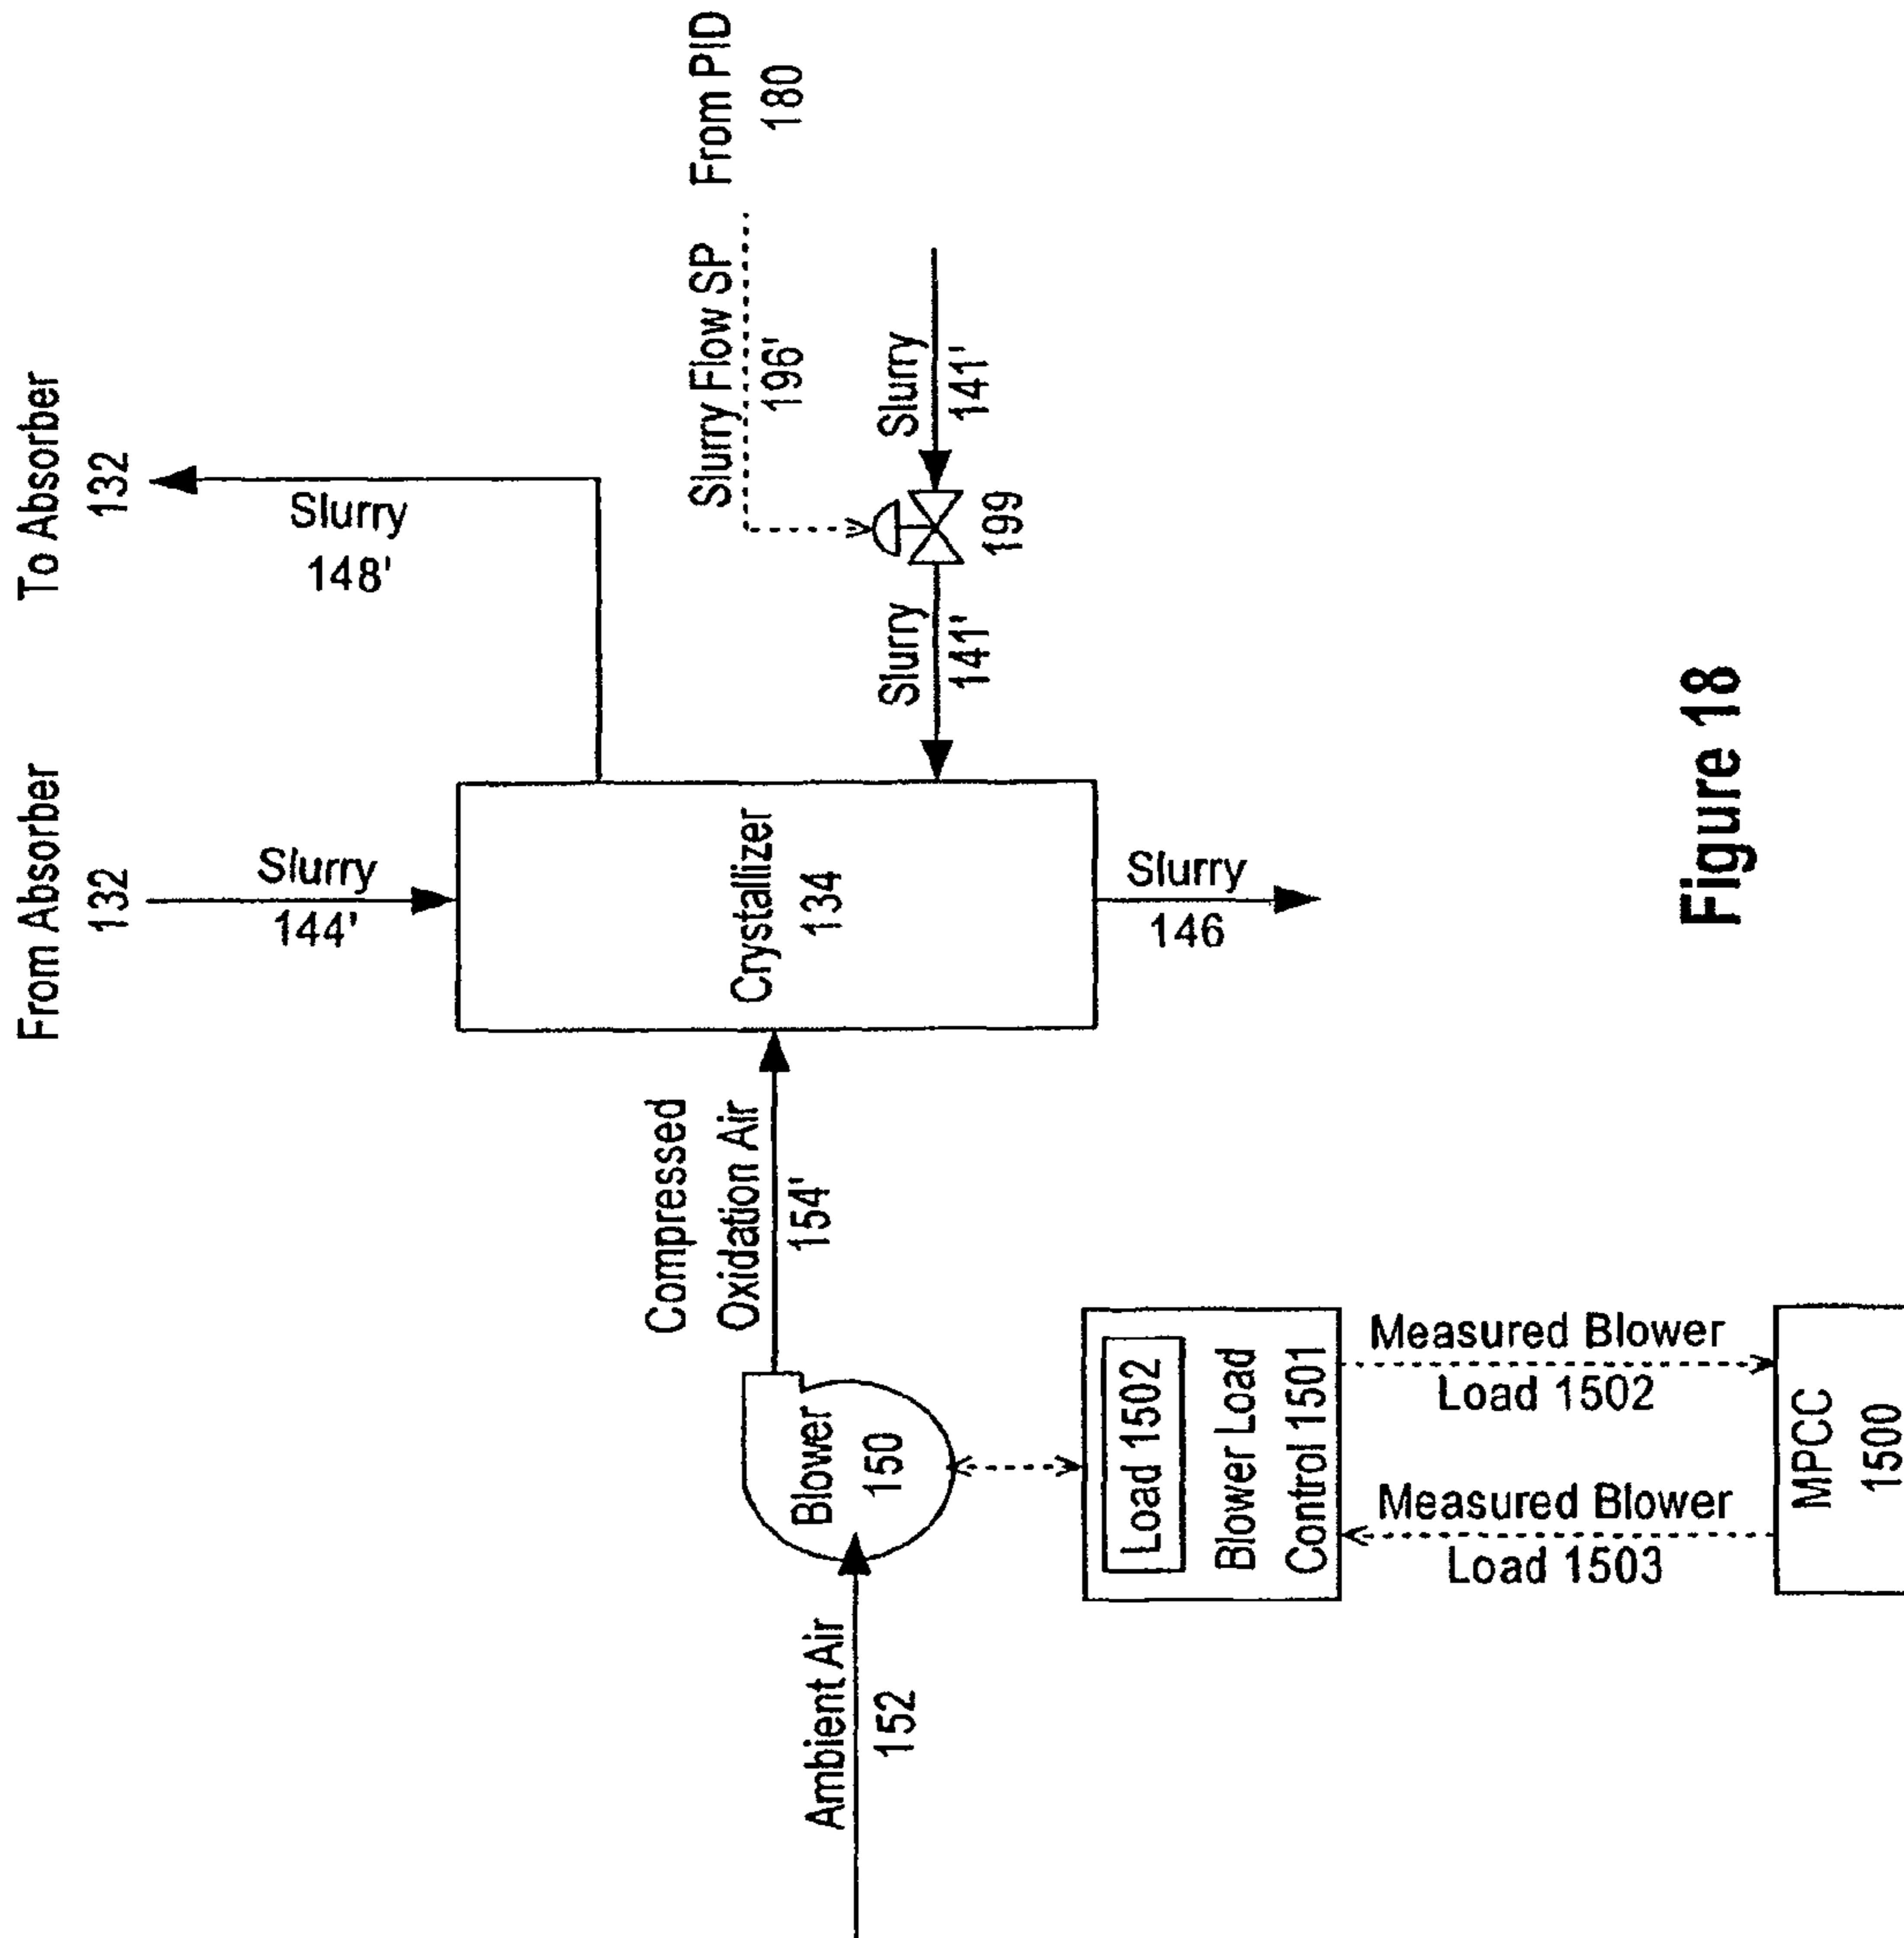 From Absorber
132
To Absorber
132
Slurry
144'
Slurry
148'
Slurry Flow SP
196'
From PID
180
Compressed
Oxidation Air
154'
Crystallizer
134
Slurry
141'
199
Slurry
141'
Ambient Air
152
Blower
150
Slurry
146
Load 1502
Blower Load
Control 1501
Measured Blower
Load 1502
Measured Blower
Load 1503
MPCC
1500
Figure 18